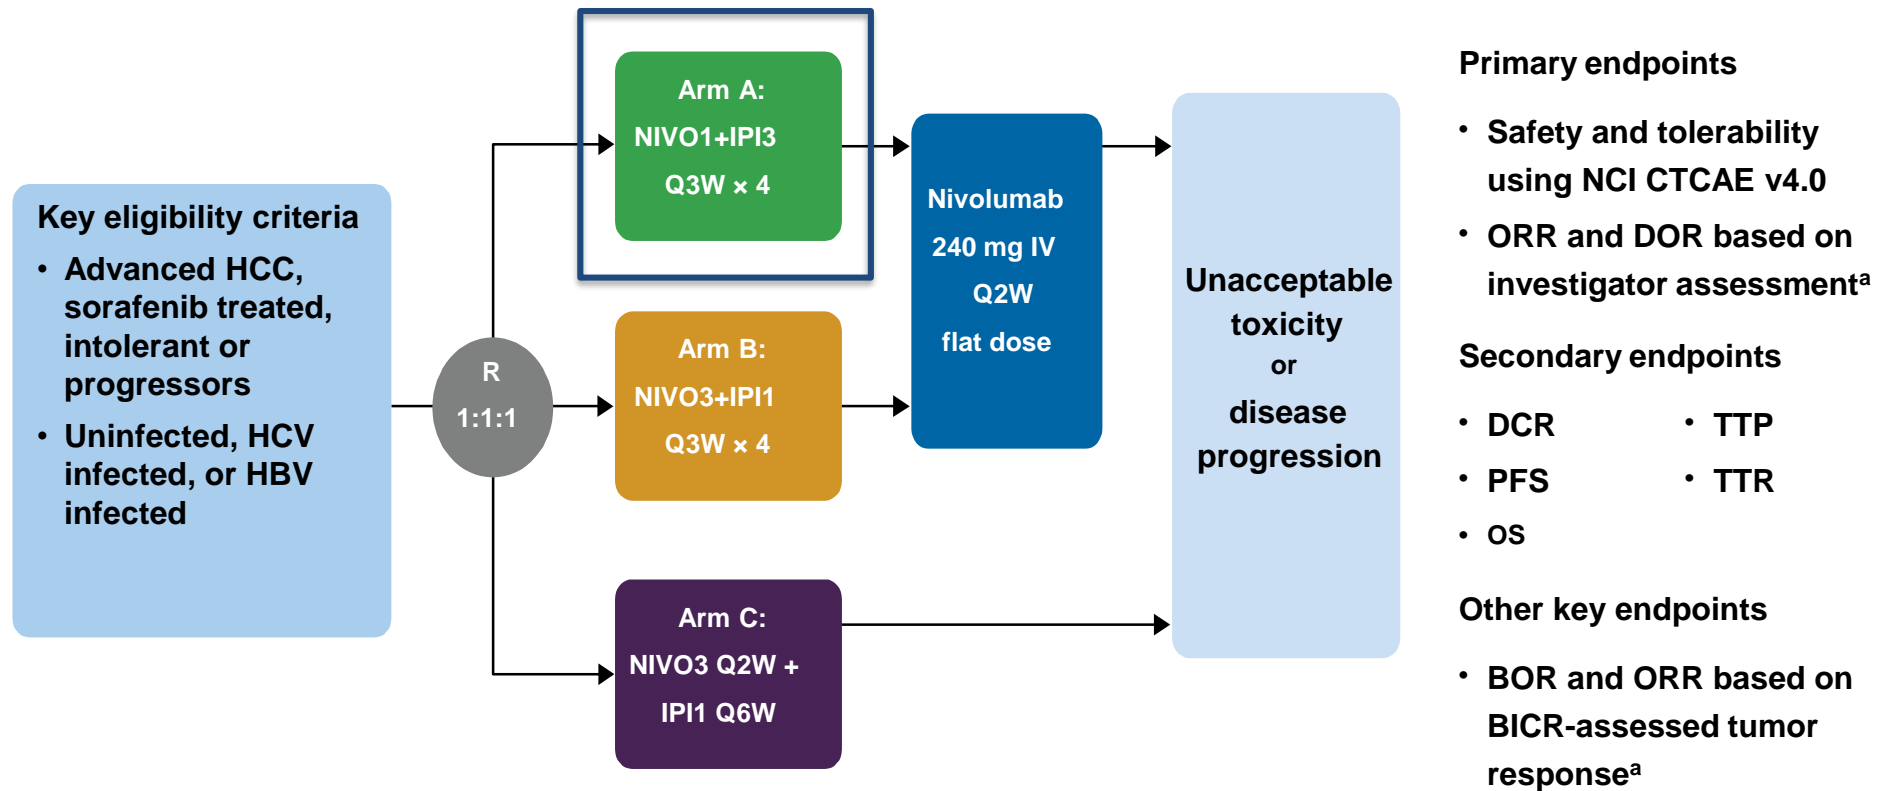 Key eligibility criteria
• Advanced HCC,
sorafenib treated,
intolerant or
progressors
• Uninfected, HCV
infected, or HBV
infected
R
1:1:1
Arm A:
NIVO1+IPI3
Q3W × 4
Arm B:
NIVO3+IPI1
Q3W × 4
Arm C:
NIVO3 Q2W +
IPI1 Q6W
Nivolumab
240 mg IV
Q2W
flat dose
Unacceptable
toxicity
or
disease
progression
Primary endpoints
• Safety and tolerability
using NCI CTCAE v4.0
• ORR and DOR based on
investigator assessmentᵃ
Secondary endpoints
• DCR • TTP
• PFS • TTR
• OS
Other key endpoints
• BOR and ORR based on
BICR-assessed tumor
responseᵃ